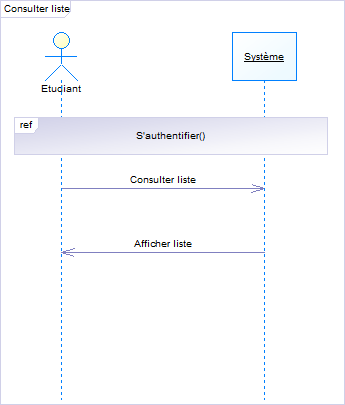 Consulter liste
Etudiant
Système
ref
S'authentifier()
Consulter liste
Afficher liste